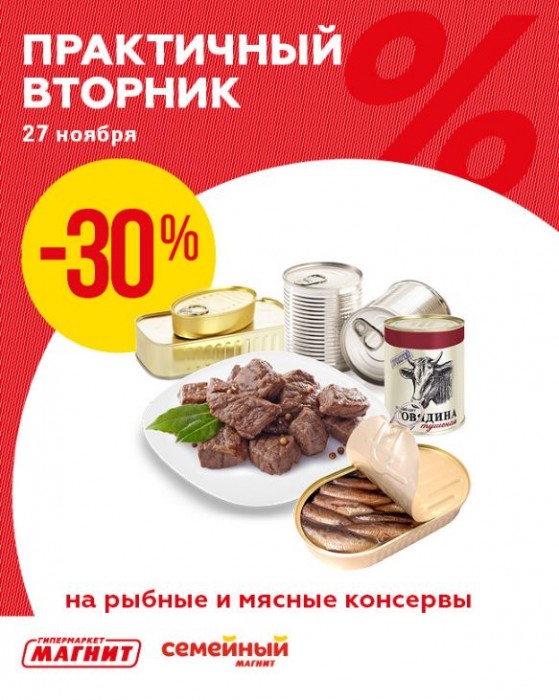 ПРАКТИЧНЫЙ
ВТОРНИК
27 ноября
%
-30%
ГОВЯДИНА
тушеная
на рыбные и мясные консервы
ГИПЕРМАРКЕТ
МАГНИТ
семейный
МАГНИТ